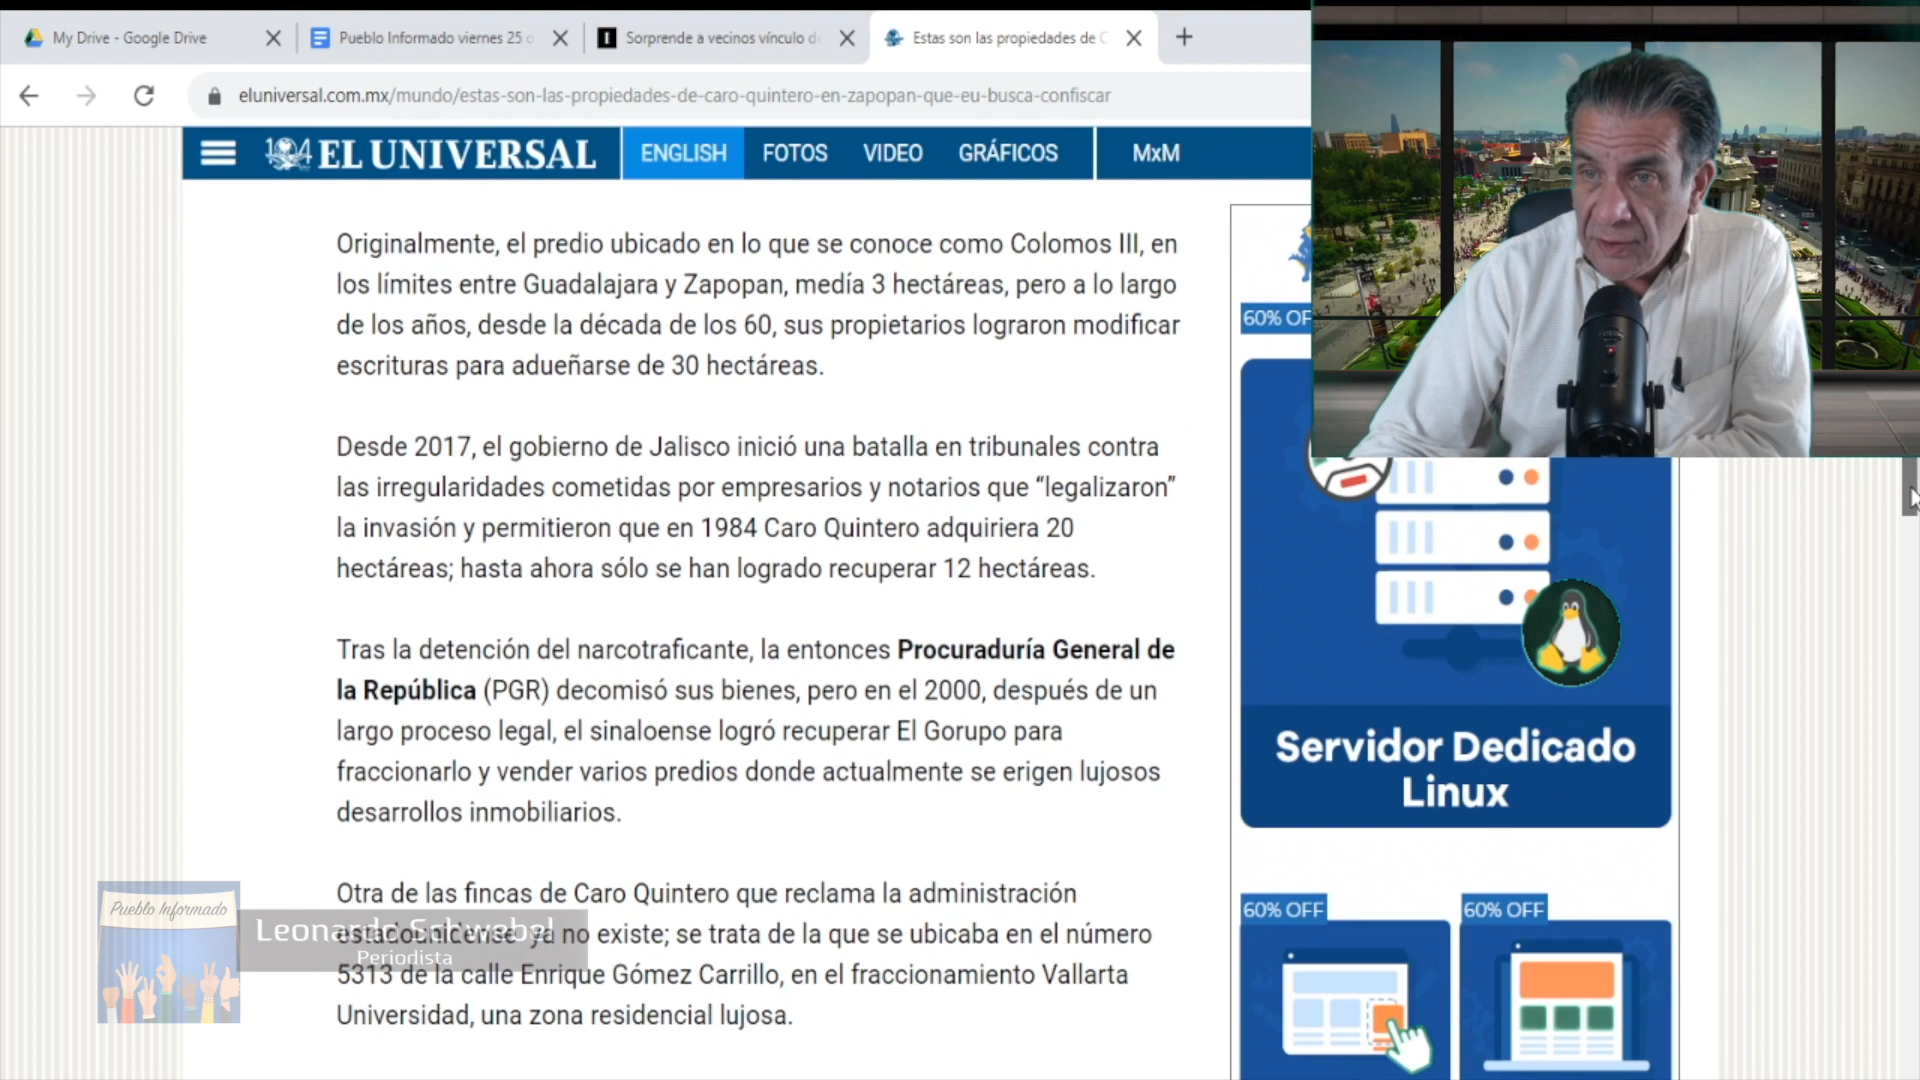 My Drive - Google Drive
Pueblo Informado viernes 25 o
Sorprende a vecinos vínculo d
Estas son las propiedades de C
eluniversal.com.mx/mundo/estas-son-las-propiedades-de-caro-quintero-en-zapopan-que-eu-busca-confiscar
104 EL UNIVERSAL
ENGLISH
FOTOS
VIDEO
GRÁFICOS
MxM
Originalmente, el predio ubicado en lo que se conoce como Colomos III, en
los límites entre Guadalajara y Zapopan, medía 3 hectáreas, pero a lo largo
de los años, desde la década de los 60, sus propietarios lograron modificar
escrituras para adueñarse de 30 hectáreas.
Desde 2017, el gobierno de Jalisco inició una batalla en tribunales contra
las irregularidades cometidas por empresarios y notarios que “legalizaron”
la invasión y permitieron que en 1984 Caro Quintero adquiriera 20
hectáreas; hasta ahora sólo se han logrado recuperar 12 hectáreas.
Tras la detención del narcotraficante, la entonces Procuraduría General de
la República (PGR) decomisó sus bienes, pero en el 2000, después de un
largo proceso legal, el sinaloense logró recuperar El Gorupo para
fraccionarlo y vender varios predios donde actualmente se erigen lujosos
desarrollos inmobiliarios.
Otra de las fincas de Caro Quintero que reclama la administración
estadounidense ya no existe; se trata de la que se ubicaba en el número
5313 de la calle Enrique Gómez Carrillo, en el fraccionamiento Vallarta
Universidad, una zona residencial lujosa.
60% OF
Servidor Dedicado
Linux
60% OFF
60% OFF
Pueblo Informado
Leonardo Schwebel
Periodista